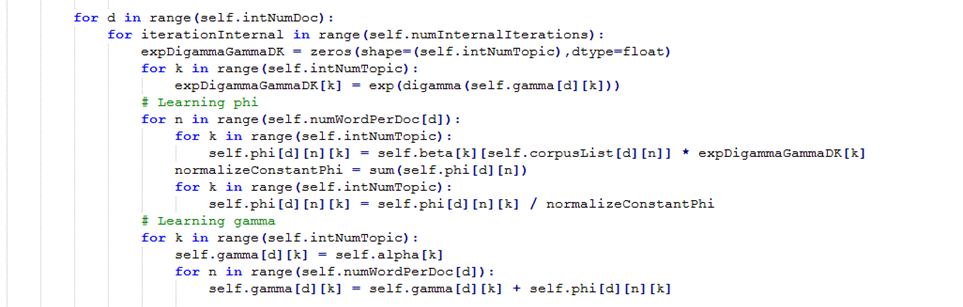 for d in range(self.intNumDoc):
    for iterationInternal in range(self.numInternalIterations):
        expDigammaGammaDK = zeros(shape=(self.intNumTopic),dtype=float)
        for k in range(self.intNumTopic):
            expDigammaGammaDK[k] = exp(digamma(self.gamma[d][k]))
        # Learning phi
        for n in range(self.numWordPerDoc[d]):
            for k in range(self.intNumTopic):
                self.phi[d][n][k] = self.beta[k][self.corpusList[d][n]] * expDigammaGammaDK[k]
            normalizeConstantPhi = sum(self.phi[d][n])
            for k in range(self.intNumTopic):
                self.phi[d][n][k] = self.phi[d][n][k] / normalizeConstantPhi
        # Learning gamma
        for k in range(self.intNumTopic):
            self.gamma[d][k] = self.alpha[k]
            for n in range(self.numWordPerDoc[d]):
                self.gamma[d][k] = self.gamma[d][k] + self.phi[d][n][k]